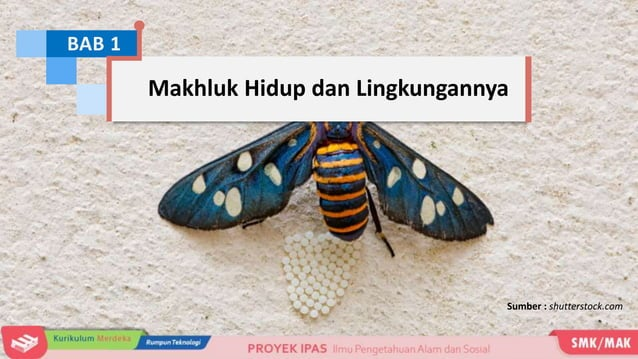 BAB 1
Makhluk Hidup dan Lingkungannya
Sumber : shutterstock.com
Kurikulum Merdeka
Rumpun Teknologi
PROYEK IPAS Ilmu Pengetahuan Alam dan Sosial
SMK/MAK